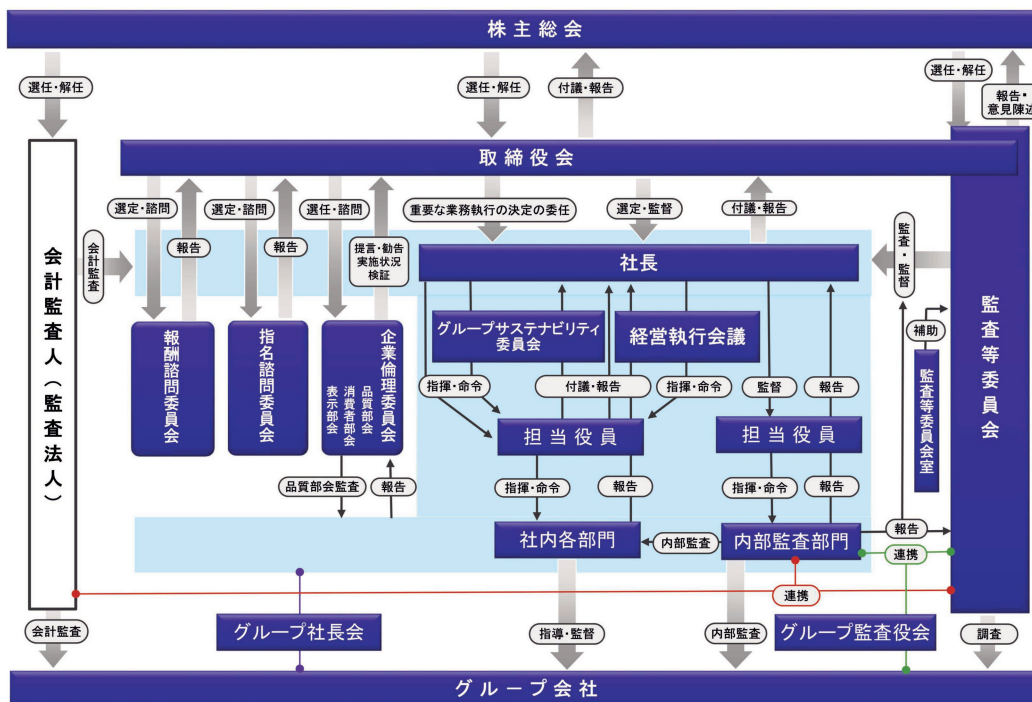 株主総会
選任・解任
選任・解任
付議・報告
選任・解任
報告・
意見陳述
取締役会
選定・諮問
報告
選定・諮問
報告
選任・諮問
提言・勧告
実施状況
検証
重要な業務執行の決定の委任
選定・監督
付議・報告
会計監査
監査・監督
社長
会計監査人（監査法人）
監査等委員会
報酬諮問委員会
指名諮問委員会
企業倫理委員会
品質部会
消費者部会
表示部会
グループサステナビリティ
委員会
経営執行会議
補助
監査等委員会室
指揮・命令
付議・報告
指揮・命令
監督
報告
担当役員
担当役員
品質部会監査
報告
指揮・命令
報告
指揮・命令
報告
社内各部門
内部監査
内部監査部門
報告
連携
連携
会計監査
グループ社長会
指導・監督
内部監査
グループ監査役会
調査
グループ会社